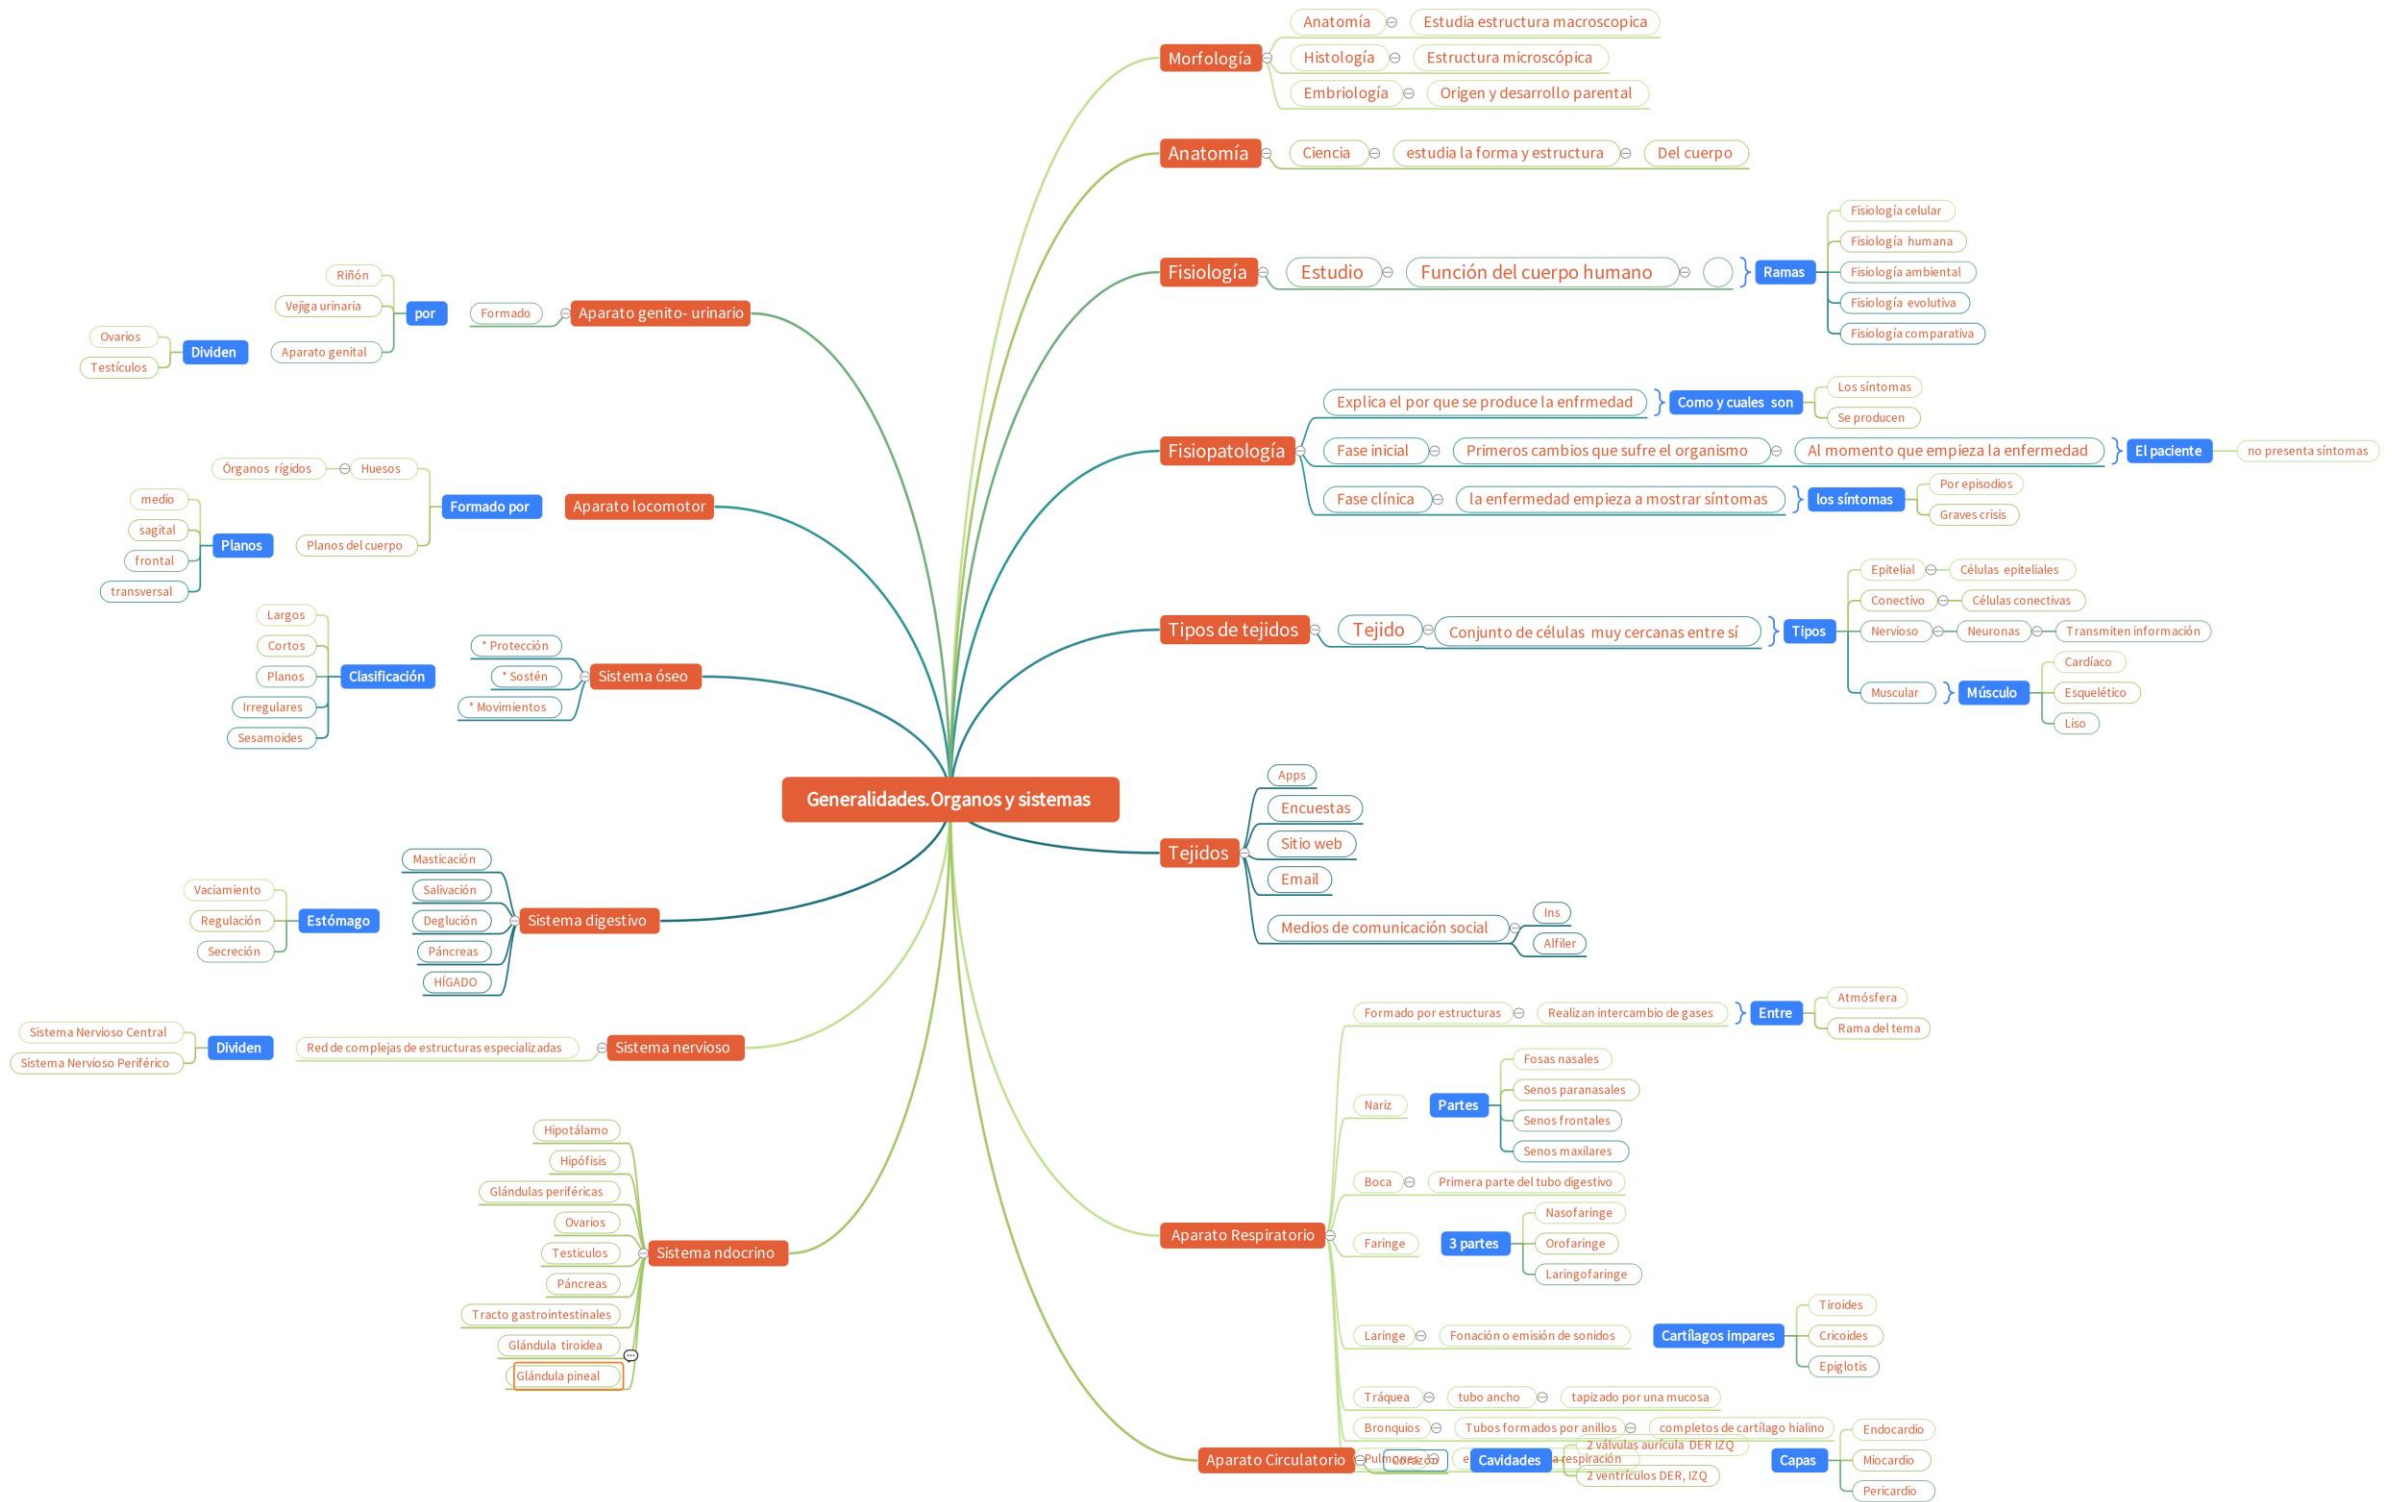 Generalidades.Organos y sistemas
Morfología
Anatomía
Estudia estructura macroscopica
Histología
Estructura microscópica
Embriología
Origen y desarrollo parental
Anatomía
Ciencia
estudia la forma y estructura
Del cuerpo
Fisiología
Estudio
Función del cuerpo humano
Ramas
Fisiología celular
Fisiología humana
Fisiología ambiental
Fisiología evolutiva
Fisiología comparativa
Fisiopatología
Explica el por que se produce la enfrmedad
Como y cuales son
Los síntomas
Se producen
Fase inicial
Primeros cambios que sufre el organismo
Al momento que empieza la enfermedad
El paciente
no presenta síntomas
Fase clínica
la enfermedad empieza a mostrar síntomas
los síntomas
Por episodios
Graves crisis
Tipos de tejidos
Tejido
Conjunto de células muy cercanas entre sí
Tipos
Epitelial
Células epiteliales
Conectivo
Células conectivas
Nervioso
Neuronas
Transmiten información
Muscular
Músculo
Cardíaco
Esquelético
Liso
Tejidos
Apps
Encuestas
Sitio web
Email
Medios de comunicación social
Ins
Alfiler
Aparato Respiratorio
Formado por estructuras
Realizan intercambio de gases
Entre
Atmósfera
Rama del tema
Nariz
Partes
Fosas nasales
Senos paranasales
Senos frontales
Senos maxilares
Boca
Primera parte del tubo digestivo
Faringe
3 partes
Nasofaringe
Orofaringe
Laringofaringe
Laringe
Fonación o emisión de sonidos
Cartílagos impares
Tiroides
Cricoides
Epiglotis
Tráquea
tubo ancho
tapizado por una mucosa
Bronquios
Tubos formados por anillos
completos de cartílago hialino
Pulmones
respiración
Aparato Circulatorio
Corazón
Cavidades
2 válvulas aurícula DER IZQ
2 ventrículos DER, IZQ
Capas
Endocardio
Miocardio
Pericardio
Aparato genito- urinario
Formado
por
Riñón
Vejiga urinaria
Aparato genital
Dividen
Ovarios
Testículos
Aparato locomotor
Formado por
Huesos
Órganos rígidos
Planos del cuerpo
Planos
medio
sagital
frontal
transversal
Sistema óseo
* Protección
* Sostén
* Movimientos
Clasificación
Largos
Cortos
Planos
Irregulares
Sesamoides
Sistema digestivo
Masticación
Salivación
Deglución
Páncreas
HÍGADO
Estómago
Vaciamiento
Regulación
Secreción
Sistema nervioso
Red de complejas de estructuras especializadas
Dividen
Sistema Nervioso Central
Sistema Nervioso Periférico
Sistema ndocrino
Hipotálamo
Hipófisis
Glándulas periféricas
Ovarios
Testiculos
Páncreas
Tracto gastrointestinales
Glándula tiroidea
Glándula pineal